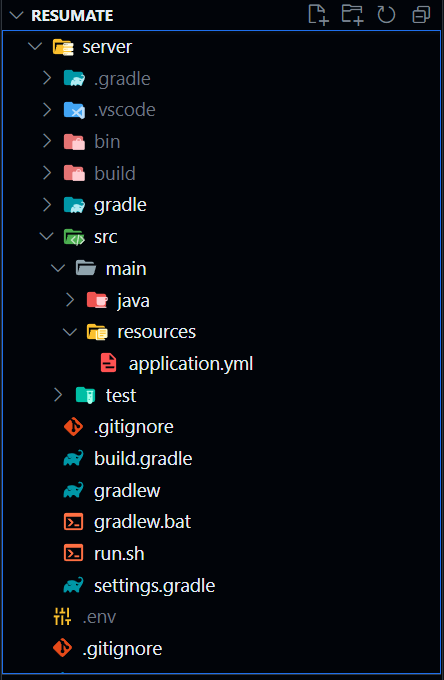 RESUMATE
server
.gradle
.vscode
bin
build
gradle
src
main
java
resources
application.yml
test
.gitignore
build.gradle
gradlew
gradlew.bat
run.sh
settings.gradle
.env
.gitignore